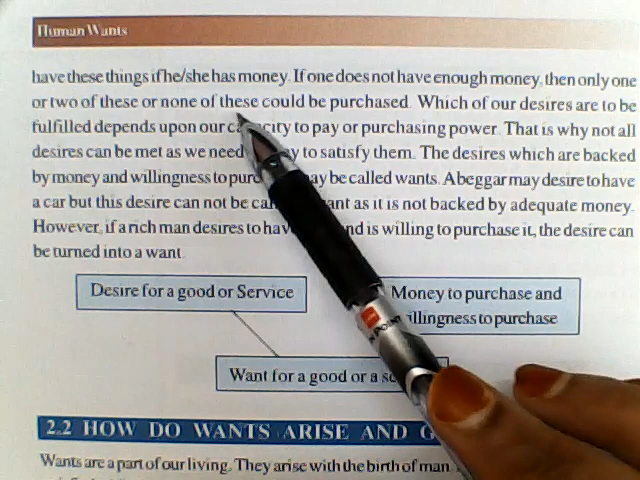 Human Wants
have these things if he/she has money. If one does not have enough money, then only one
or two of these or none of these could be purchased. Which of our desires are to be
fulfilled depends upon our to pay or purchasing power. That is why not all
desires can be met as we need to satisfy them. The desires which are backed
by money and willingness to may be called wants. A beggar may desire to have
a car but this desire can not be as it is not backed by adequate money.
However, if a rich man desires to is willing to purchase it, the desire can
be turned into a want.
Desire for a good or Service
Money to purchase and
to purchase
Want for a good or a
2.2 HOW DO WANTS ARISE AND
Wants are a part of our living. They arise with the birth of man